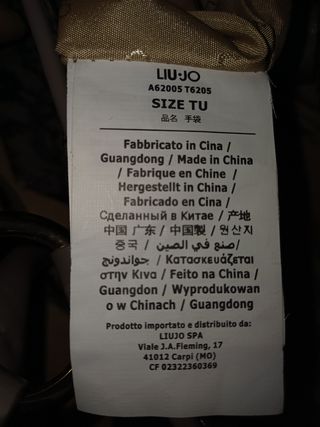 LIU·JO
A62005 T6205
SIZE TU
品名 手袋
Fabbricato in Cina /
Guangdong / Made in China
/ Fabrique en Chine /
Hergestellt in China /
Fabricado en Cina /
Сделанный в Китае / 产地
中国 广东 / 中国製 / 원산지
중국 / صنع في الصين /
جواندونج / Κατασκευάζεται
στην Κινα / Feito na China /
Guangdon / Wyprodukowan
o w Chinach / Guangdong
Prodotto importato e distribuito da:
LIUJO SPA
Viale J.A.Fleming, 17
41012 Carpi (MO)
CF 02322360369